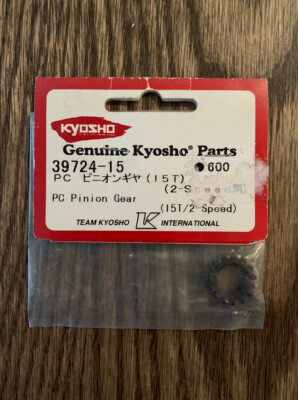 KYOSHO
Genuine Kyosho® Parts
39724-15 ●600
PC ピニオンギヤ(15T)
(2-Speed用)
PC Pinion Gear
(15T/2-Speed)
TEAM KYOSHO K INTERNATIONAL